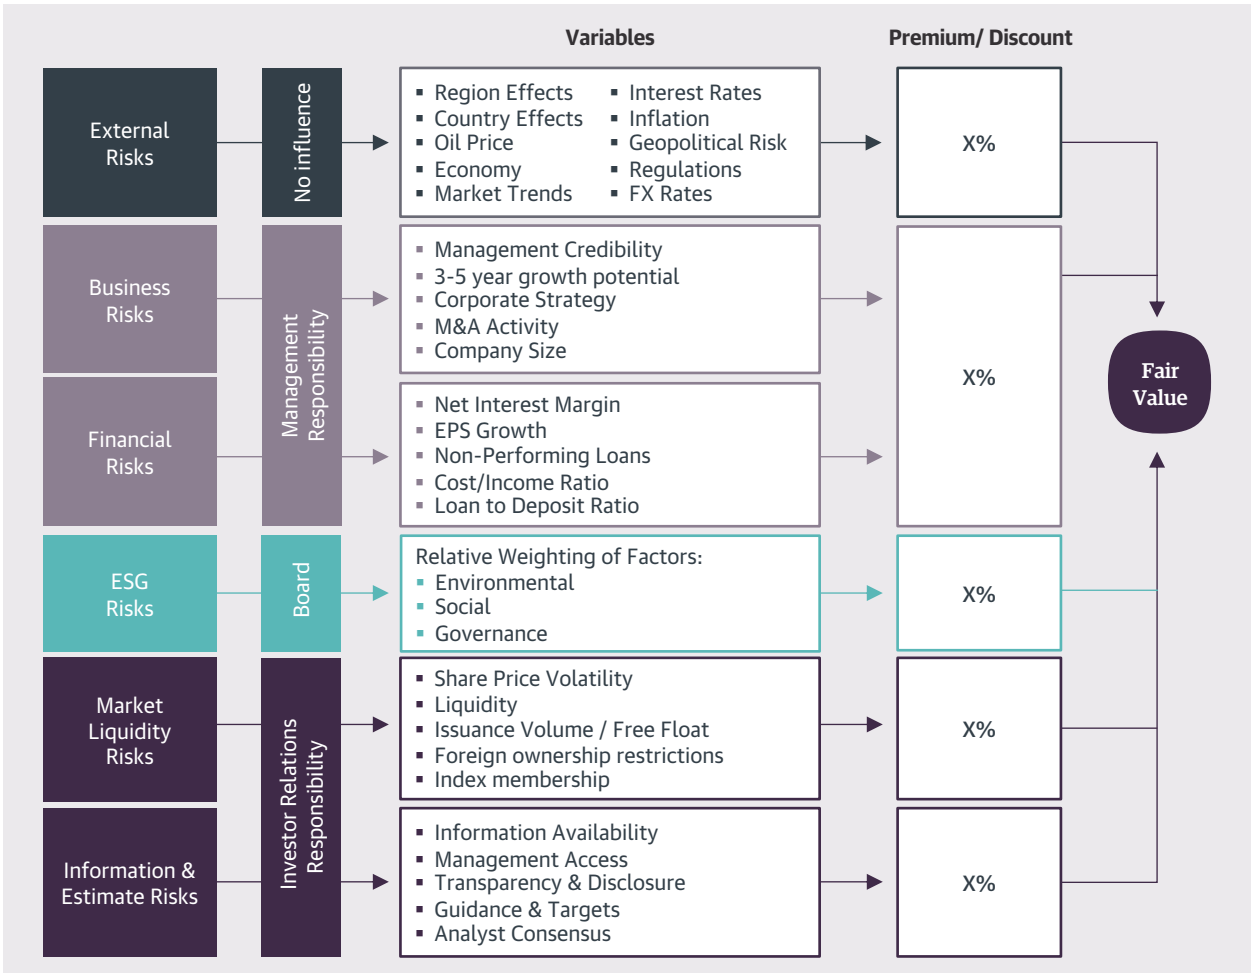 Variables
Premium/ Discount
External
Risks
No influence
▪ Region Effects
▪ Country Effects
▪ Oil Price
▪ Economy
▪ Market Trends
▪ Interest Rates
▪ Inflation
▪ Geopolitical Risk
▪ Regulations
▪ FX Rates
X%
Business
Risks
Management
Responsibility
▪ Management Credibility
▪ 3-5 year growth potential
▪ Corporate Strategy
▪ M&A Activity
▪ Company Size
X%
Fair
Value
Financial
Risks
▪ Net Interest Margin
▪ EPS Growth
▪ Non-Performing Loans
▪ Cost/Income Ratio
▪ Loan to Deposit Ratio
ESG
Risks
Board
Relative Weighting of Factors:
▪ Environmental
▪ Social
▪ Governance
X%
Market
Liquidity
Risks
Investor Relations
Responsibility
▪ Share Price Volatility
▪ Liquidity
▪ Issuance Volume / Free Float
▪ Foreign ownership restrictions
▪ Index membership
X%
Information &
Estimate Risks
▪ Information Availability
▪ Management Access
▪ Transparency & Disclosure
▪ Guidance & Targets
▪ Analyst Consensus
X%